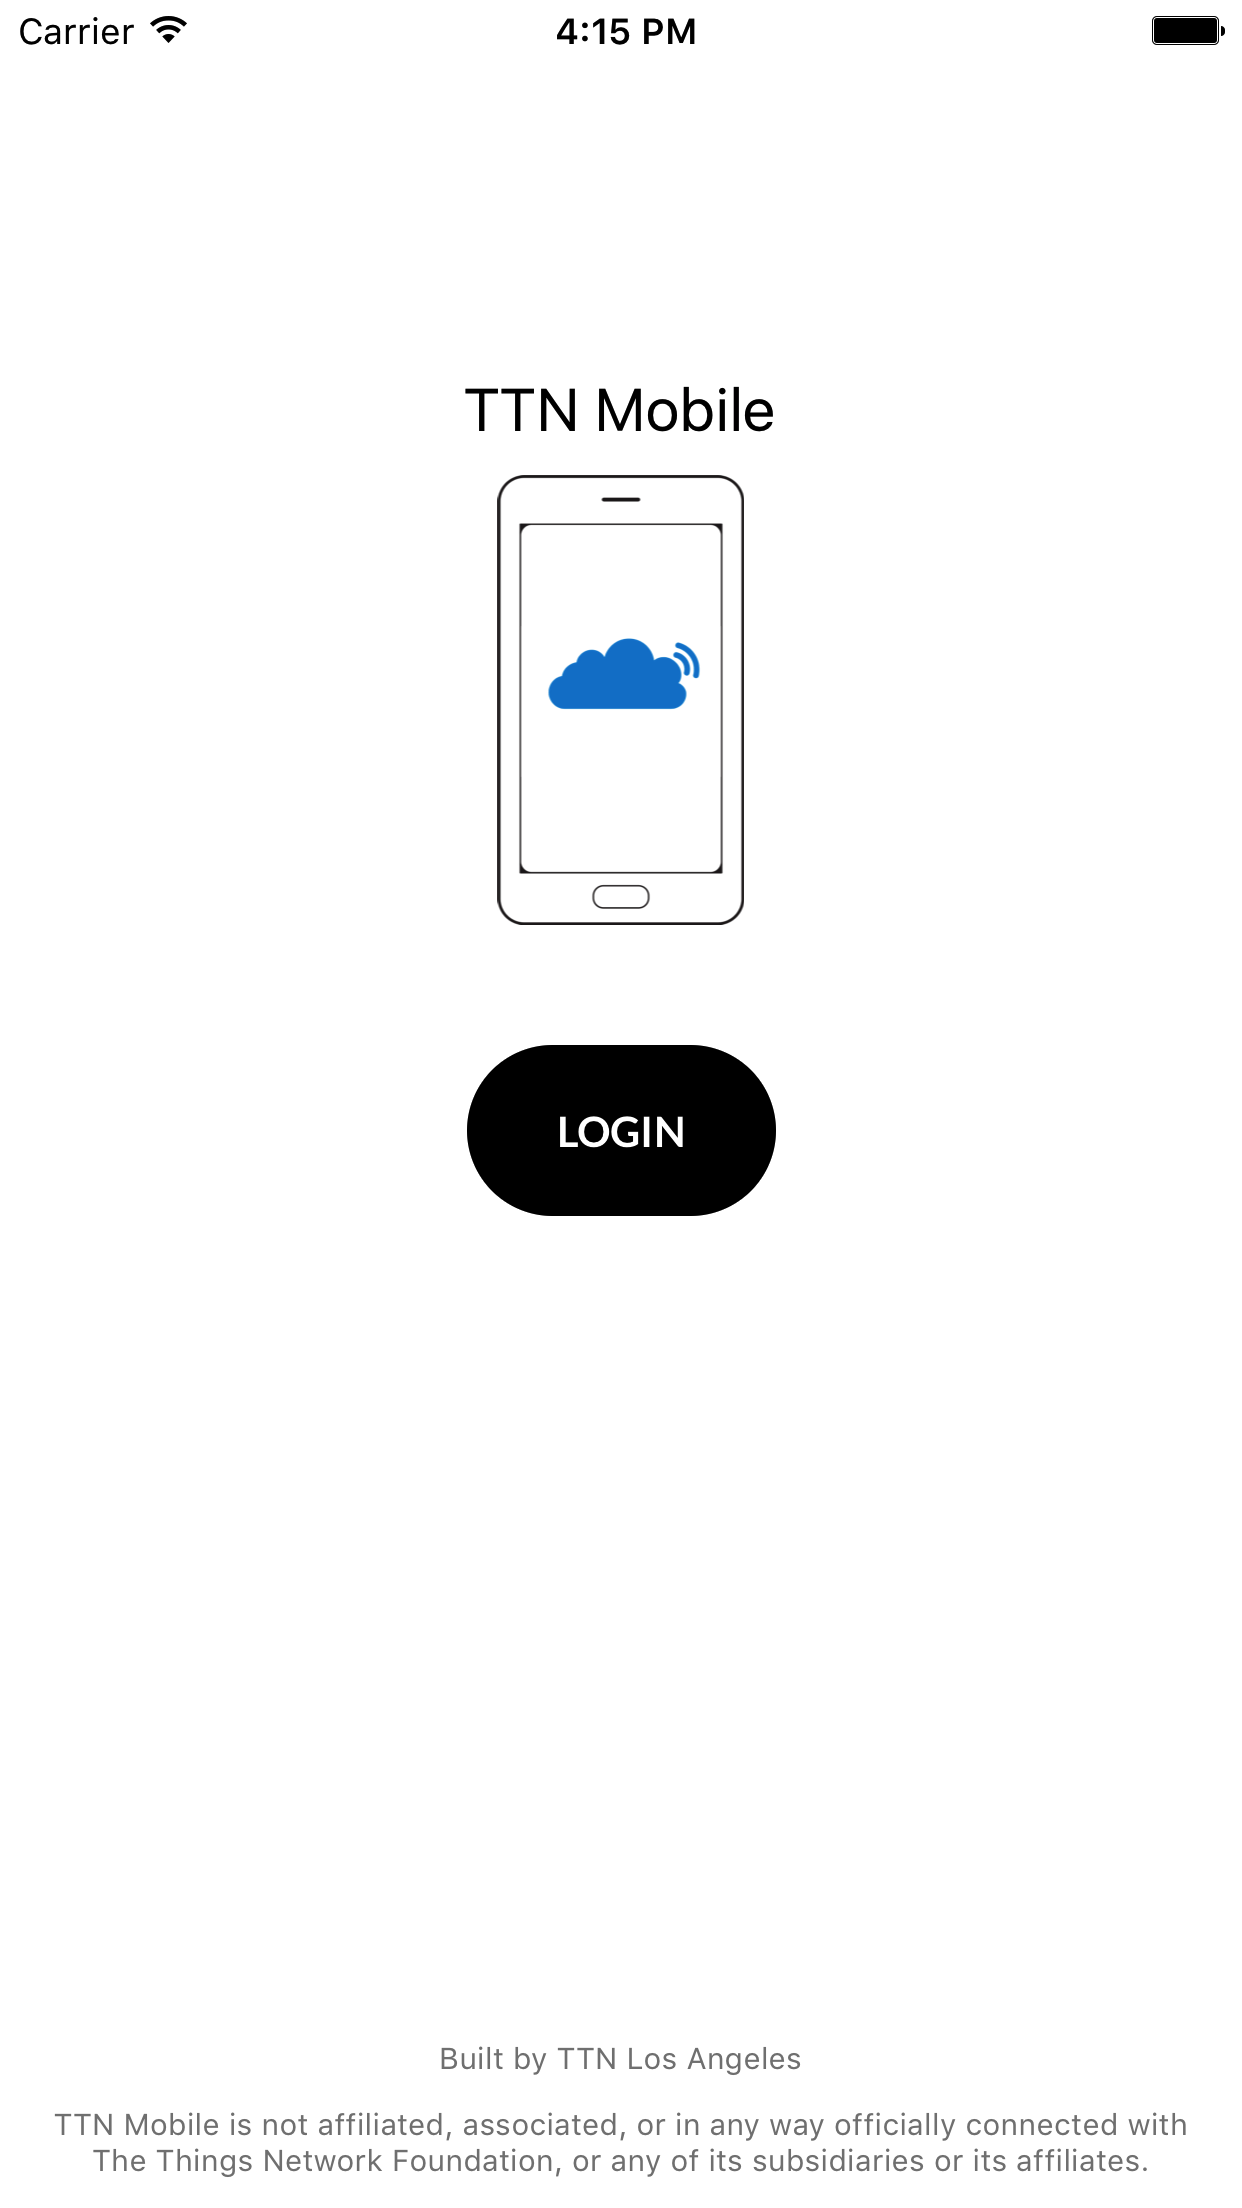 Carrier 4:15 PM
TTN Mobile
LOGIN
Built by TTN Los Angeles
TTN Mobile is not affiliated, associated, or in any way officially connected with
The Things Network Foundation, or any of its subsidiaries or its affiliates.